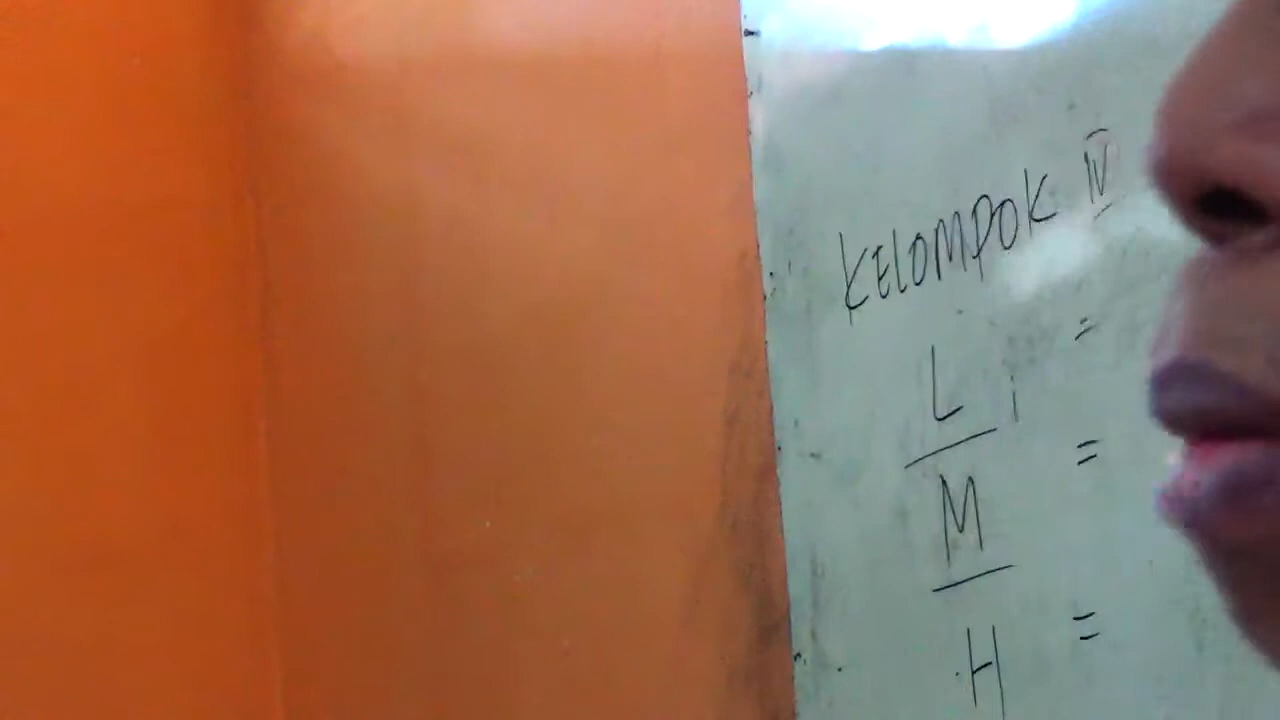 KELOMPOK IV
L =
M =
H =